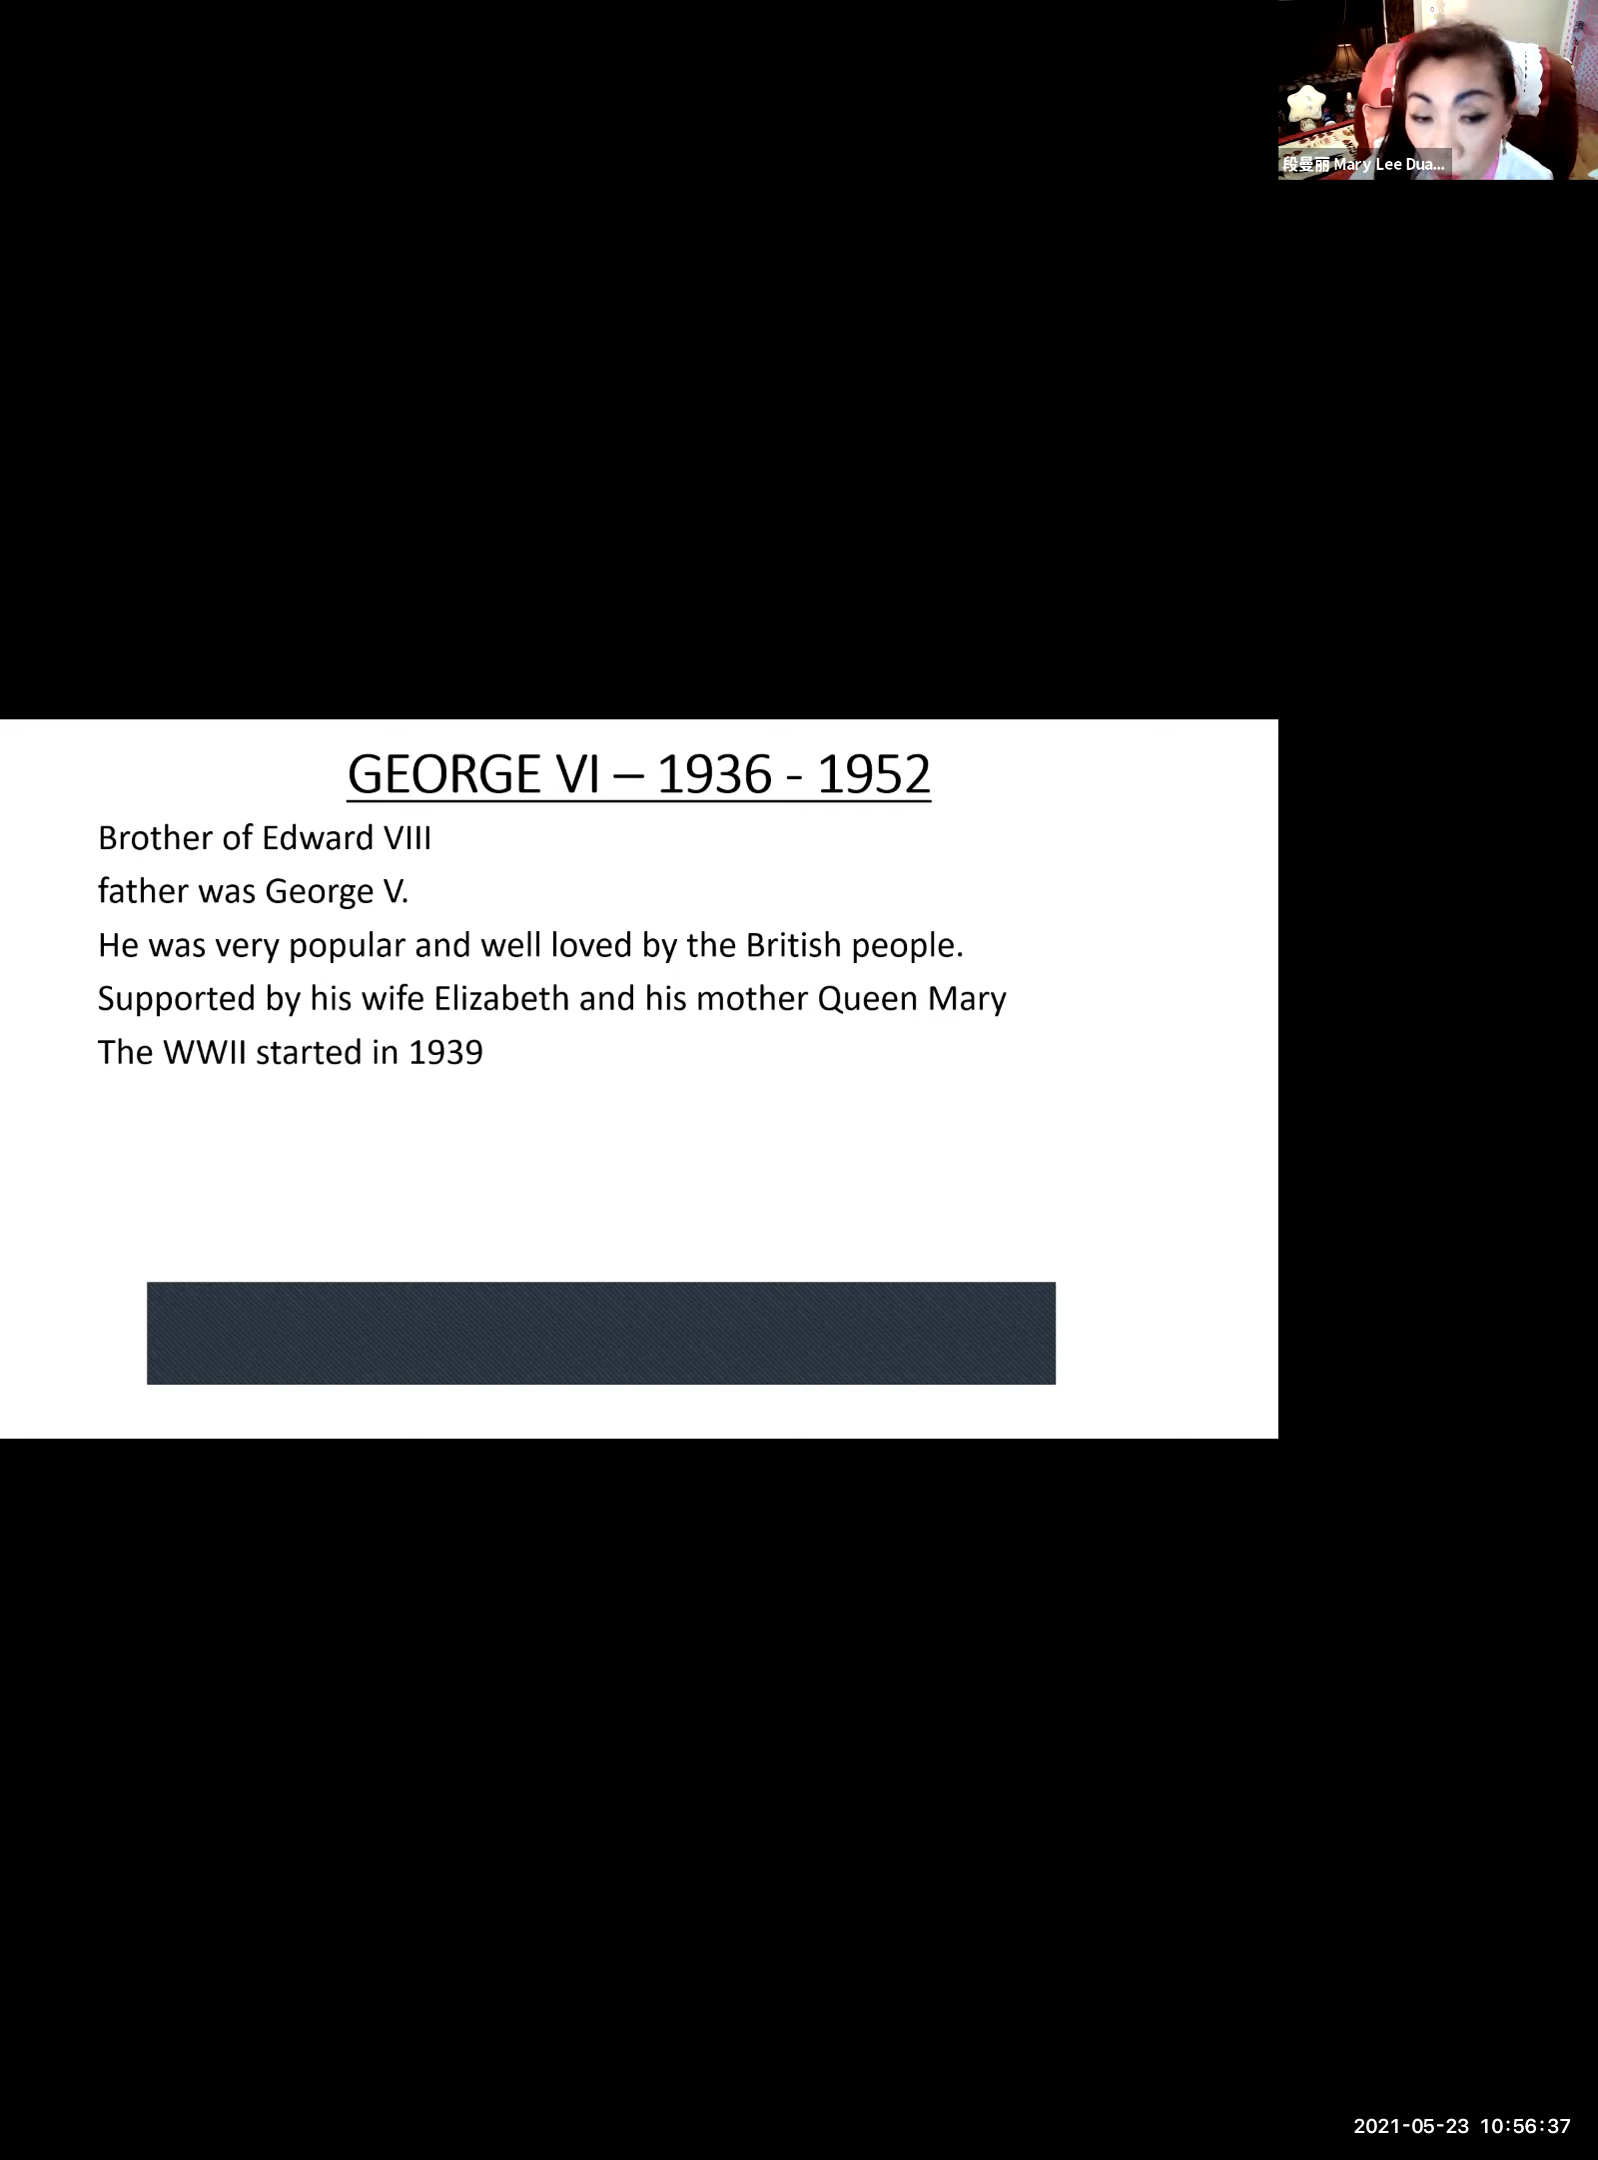 段曼丽 Mary Lee Dua...
GEORGE VI – 1936 - 1952
Brother of Edward VIII
father was George V.
He was very popular and well loved by the British people.
Supported by his wife Elizabeth and his mother Queen Mary
The WWII started in 1939
2021-05-23 10:56:37